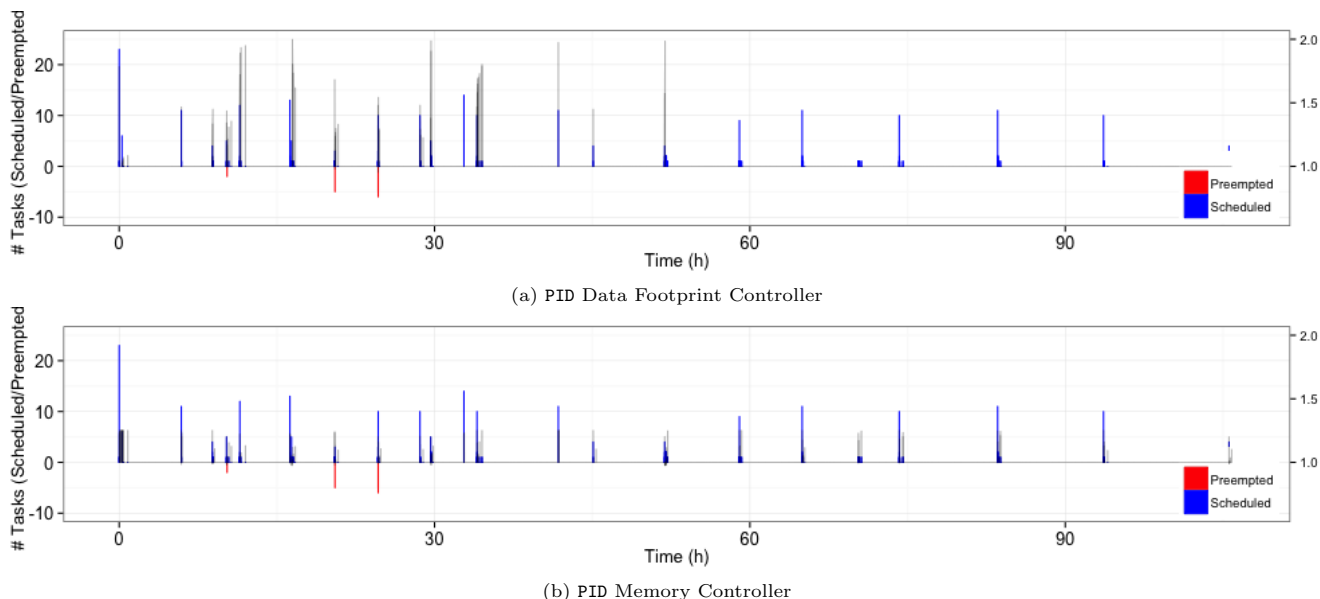 # Tasks (Scheduled/Preempted
20
10
0
-10
2.0
1.5
1.0
Preempted
Scheduled
0 30 60 90
Time (h)
(a) PID Data Footprint Controller
# Tasks (Scheduled/Preempted
20
10
0
-10
2.0
1.5
1.0
Preempted
Scheduled
0 30 60 90
Time (h)
(b) PID Memory Controller